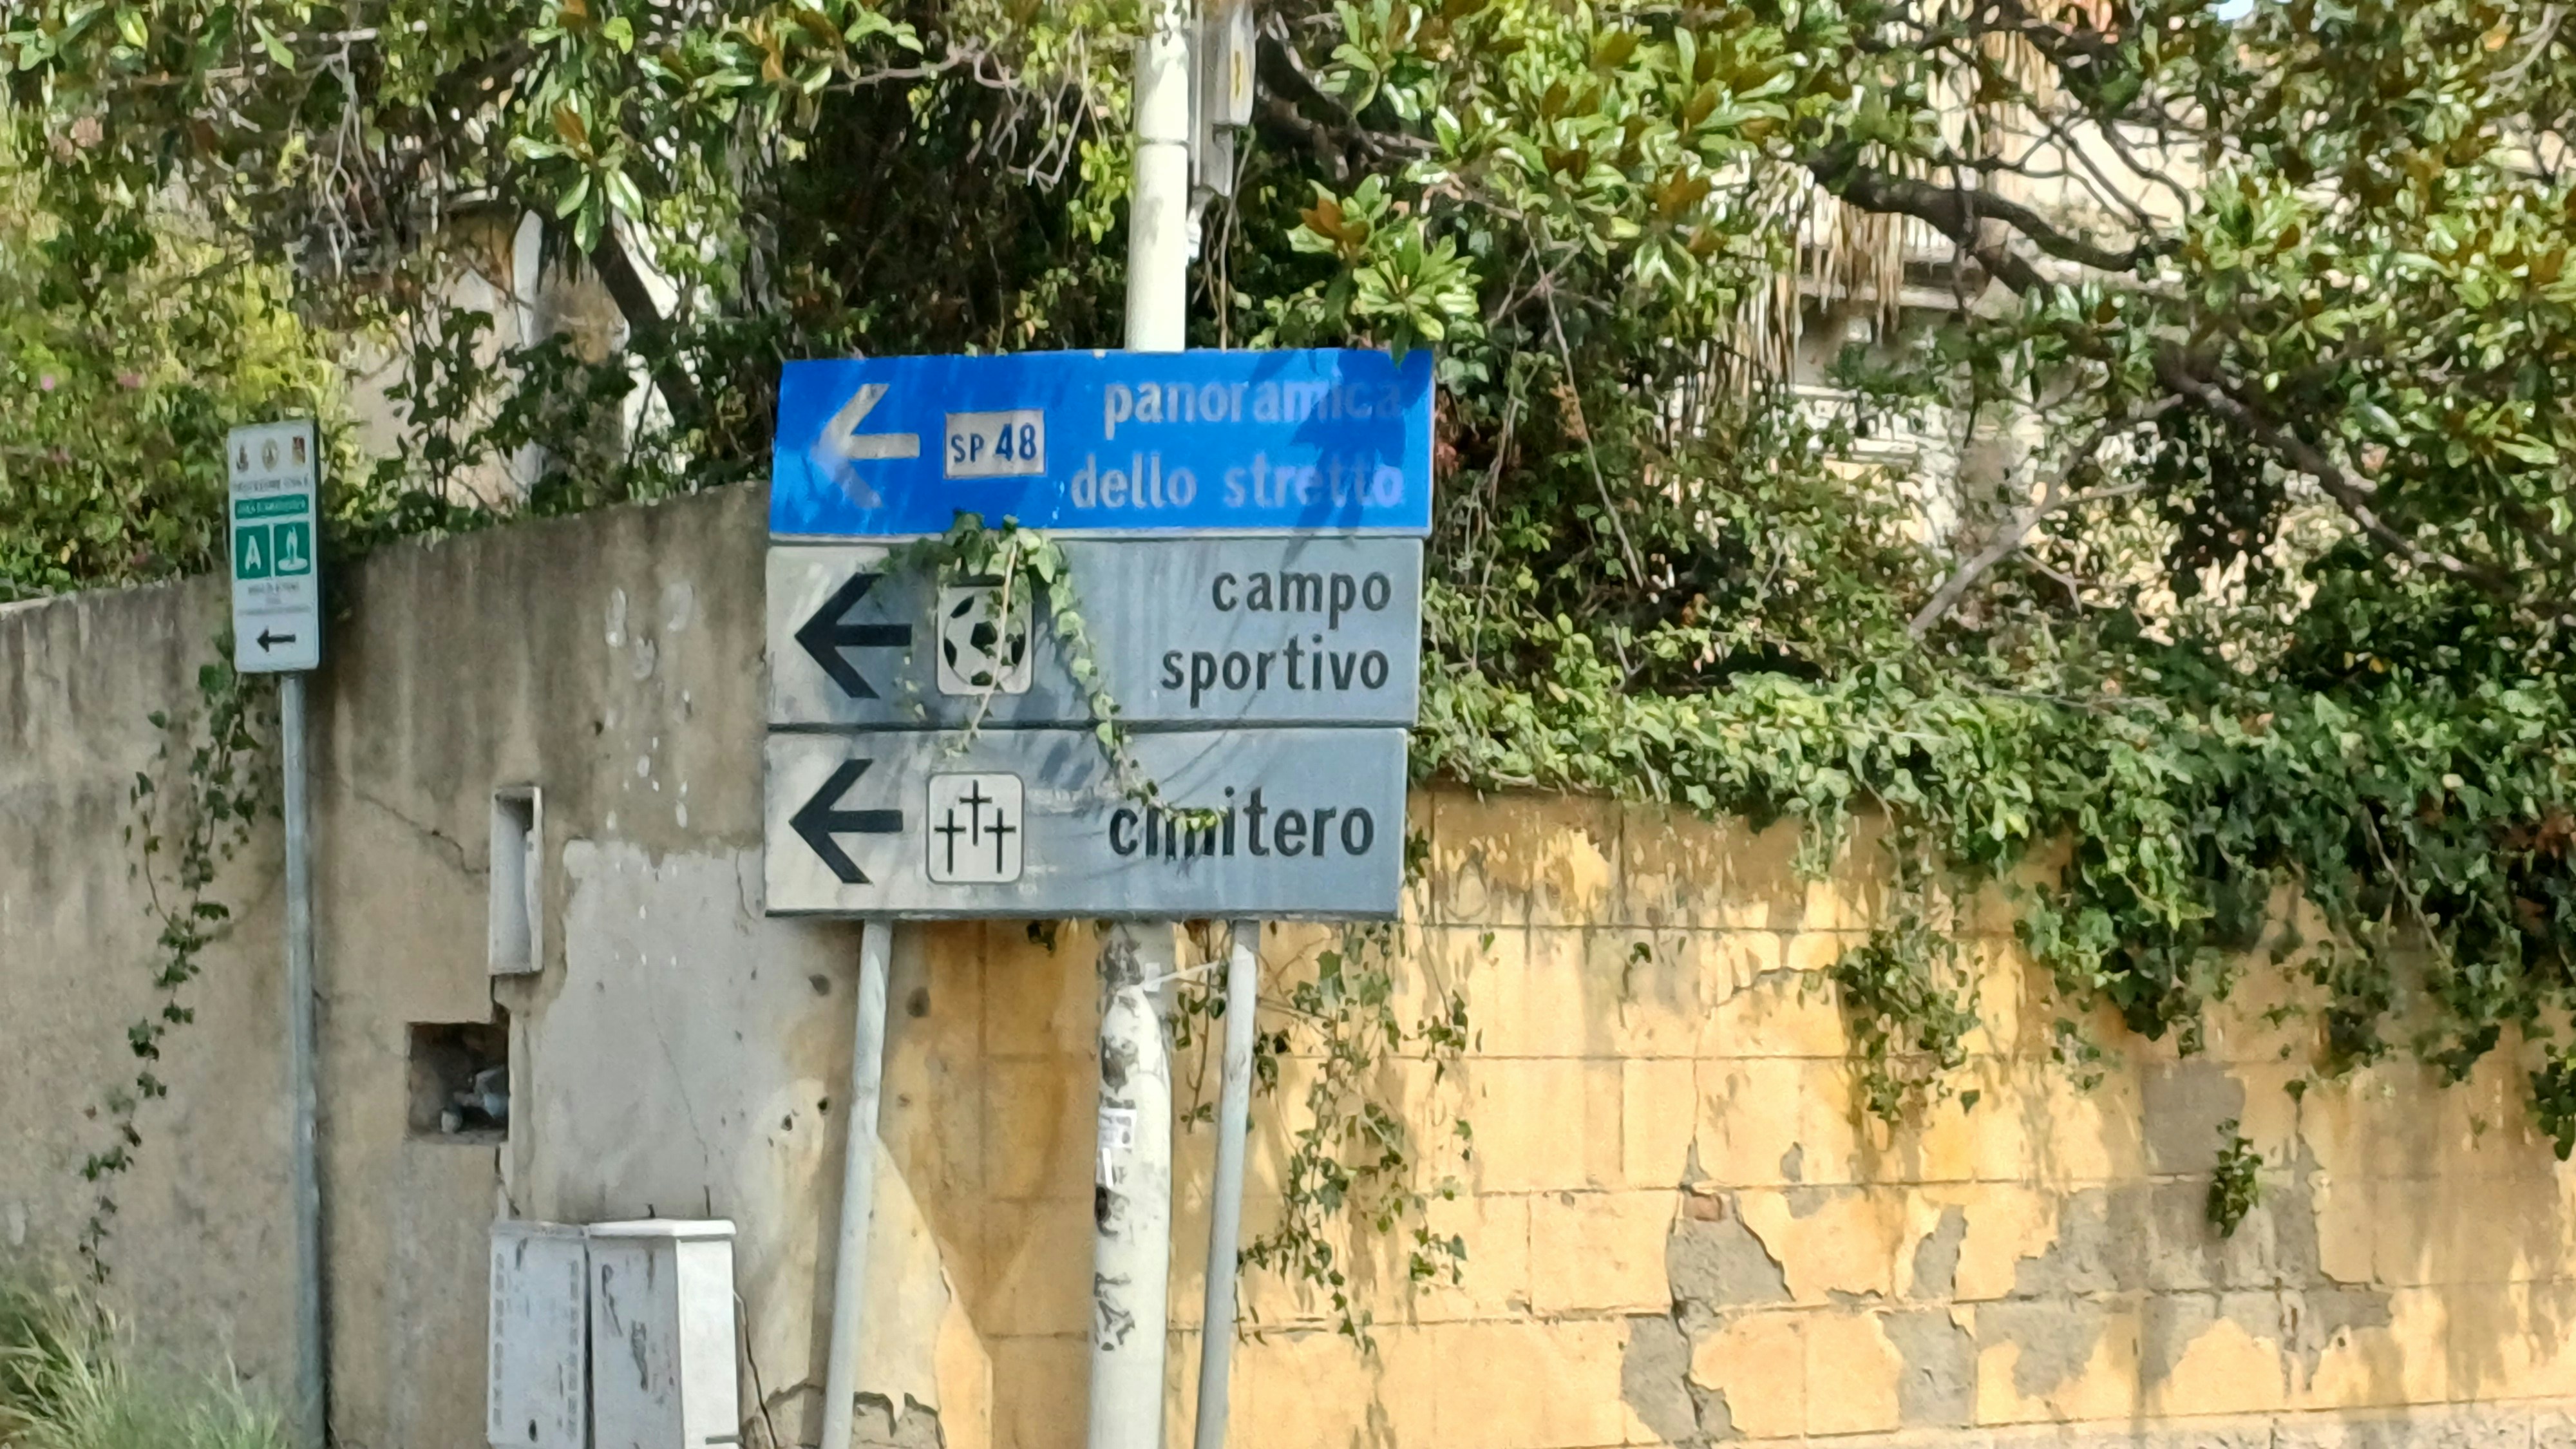 panoramica
SP 48
dello stretto
campo
sportivo
cimitero
A